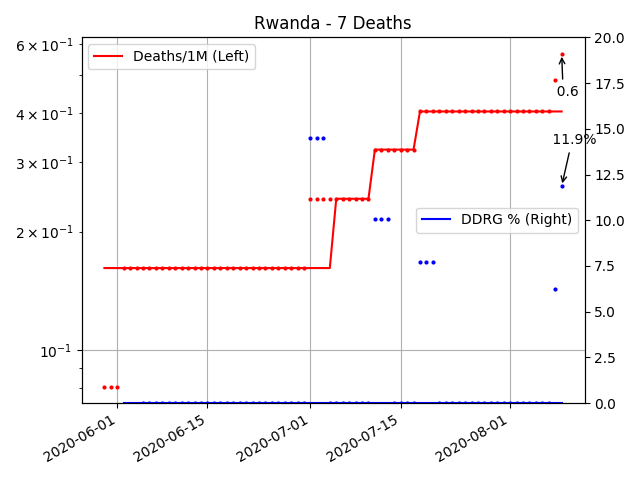 Rwanda - 7 Deaths
Deaths/1M (Left)
DDRG % (Right)
0.6
11.9%
6 × 10⁻¹
4 × 10⁻¹
3 × 10⁻¹
2 × 10⁻¹
10⁻¹
20.0
17.5
15.0
12.5
10.0
7.5
5.0
2.5
0.0
2020-06-01
2020-06-15
2020-07-01
2020-07-15
2020-08-01